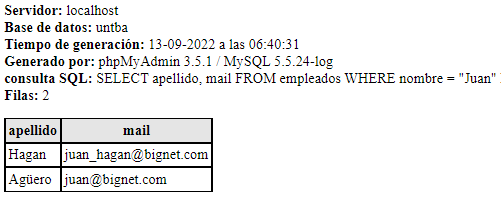 Servidor: localhost
Base de datos: untba
Tiempo de generación: 13-09-2022 a las 06:40:31
Generado por: phpMyAdmin 3.5.1 / MySQL 5.5.24-log
consulta SQL: SELECT apellido, mail FROM empleados WHERE nombre = "Juan"
Filas: 2
apellido mail
Hagan juan_hagan@bignet.com
Agüero juan@bignet.com